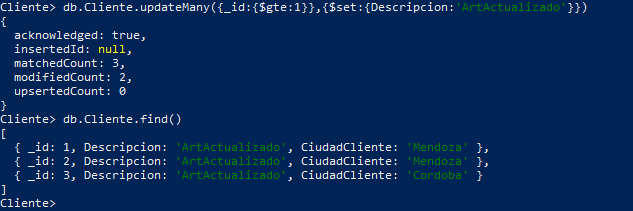 Cliente> db.Cliente.updateMany({_id:{$gte:1}},{$set:{Descripcion:'ArtActualizado'}})
{
  acknowledged: true,
  insertedId: null,
  matchedCount: 3,
  modifiedCount: 2,
  upsertedCount: 0
}
Cliente> db.Cliente.find()
[
  { _id: 1, Descripcion: 'ArtActualizado', CiudadCliente: 'Mendoza' },
  { _id: 2, Descripcion: 'ArtActualizado', CiudadCliente: 'Mendoza' },
  { _id: 3, Descripcion: 'ArtActualizado', CiudadCliente: 'Cordoba' }
]
Cliente>